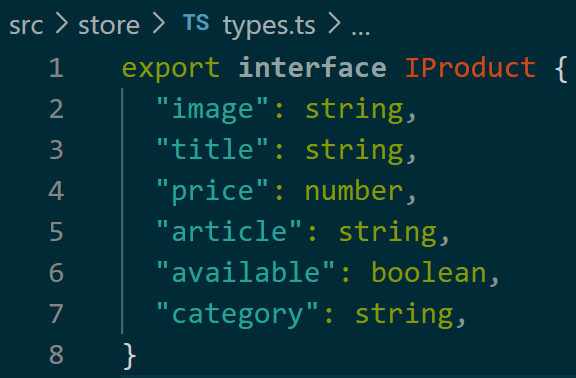 src > store > TS types.ts > ...
1 export interface IProduct {
2 "image": string,
3 "title": string,
4 "price": number,
5 "article": string,
6 "available": boolean,
7 "category": string,
8 }